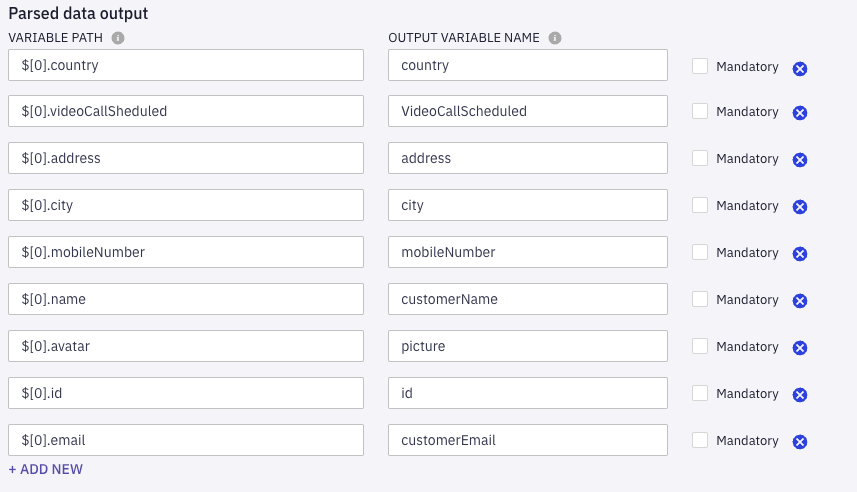 Parsed data output
VARIABLE PATH OUTPUT VARIABLE NAME
$[0].country country Mandatory
$[0].videoCallSheduled VideoCallScheduled Mandatory
$[0].address address Mandatory
$[0].city city Mandatory
$[0].mobileNumber mobileNumber Mandatory
$[0].name customerName Mandatory
$[0].avatar picture Mandatory
$[0].id id Mandatory
$[0].email customerEmail Mandatory
+ ADD NEW